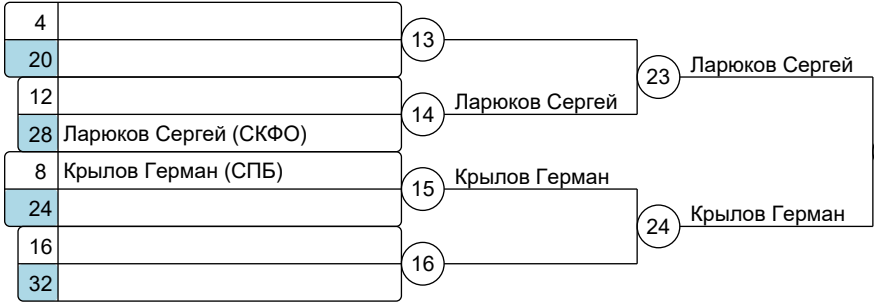 4
20
12
28 Ларюков Сергей (СКФО)
8 Крылов Герман (СПБ)
24
16
32
13
14 Ларюков Сергей
15 Крылов Герман
16
23 Ларюков Сергей
24 Крылов Герман